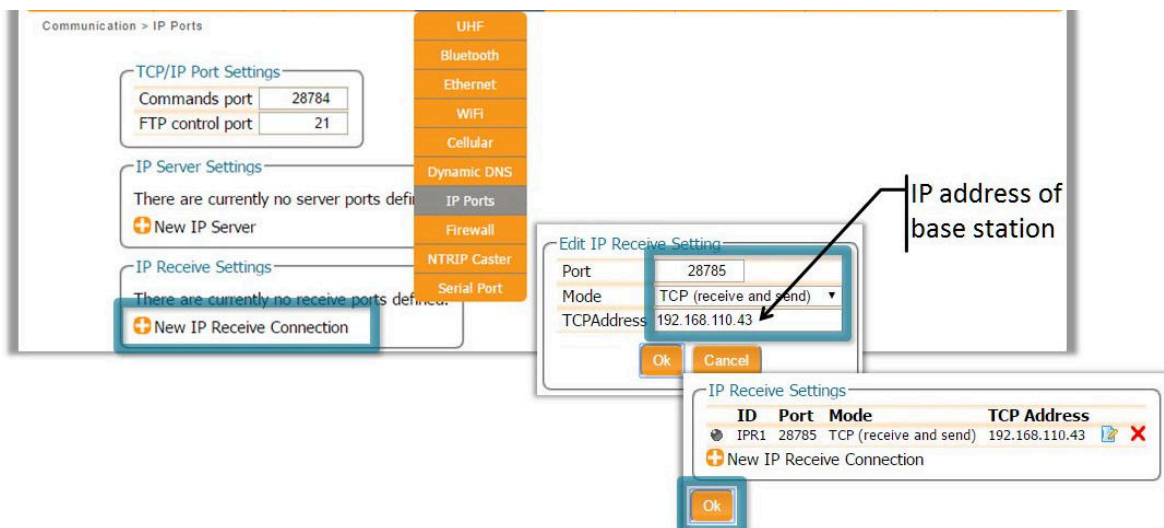 Communication > IP Ports
UHF
Bluetooth
Ethernet
WiFi
Cellular
Dynamic DNS
IP Ports
Firewall
NTRIP Caster
Serial Port
TCP/IP Port Settings
Commands port 28784
FTP control port 21
IP Server Settings
There are currently no server ports defi
New IP Server
IP Receive Settings
There are currently no receive ports defined.
New IP Receive Connection
IP address of
base station
Edit IP Receive Setting
Port 28785
Mode TCP (receive and send)
TCPAddress 192.168.110.43
Ok Cancel
IP Receive Settings
ID Port Mode TCP Address
IPR1 28785 TCP (receive and send) 192.168.110.43
New IP Receive Connection
Ok